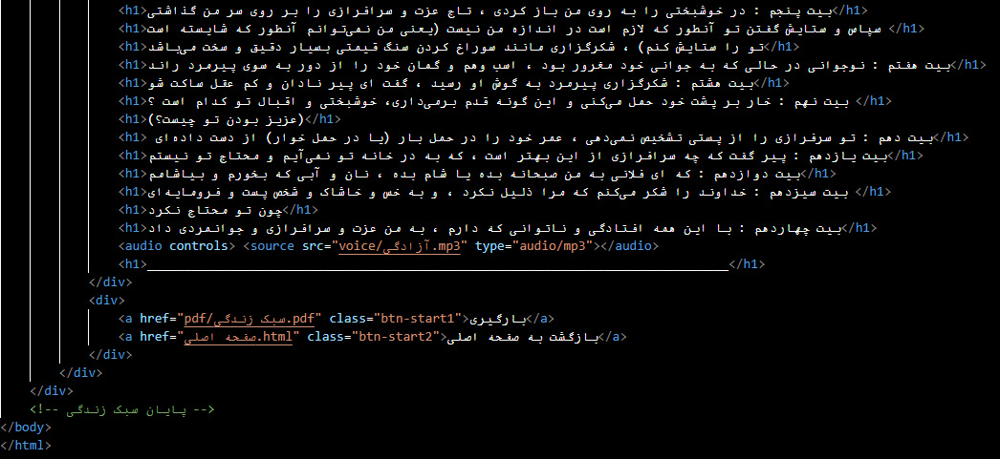 <h1>بیت پنجم : در خوشبختی را به روی من باز کردی ، تاج عزت و سرافرازی را بر روی سر من گذاشتی</h1>
<h1>سپاس و ستایش گفتن تو آنطور که لازم است در اندازه من نیست (یعنی من نمی‌توانم آنطور که شایسته است </h1>
<h1>تو را ستایش کنم) ، شکرگزاری مانند سوراخ کردن سنگ قیمتی بسیار دقیق و سخت می‌باشد</h1>
<h1>بیت هفتم : نوجوانی در حالی که به جوانی خود مغرور بود ، اسب وهم و گمان خود را از دور به سوی پیرمرد راند</h1>
<h1>بیت هشتم : شکرگزاری پیرمرد به گوش او رسید ، گفت ای پیر نادان و کم عقل ساکت شو</h1>
<h1>بیت نهم : خار بر پشت خود حمل می‌کنی و این گونه قدم برمی‌داری، خوشبختی و اقبال تو کدام است ؟ </h1>
<h1>(عزیز بودن تو چیست؟)</h1>
<h1> بیت دهم : تو سرفرازی را از پستی تشخیص نمی‌دهی ، عمر خود را در حمل بار (یا در حمل خوار) از دست داده‌ای</h1>
<h1>بیت یازدهم : پیر گفت که چه سرافرازی از این بهتر است ، که به در خانه تو نمی‌آیم و محتاج تو نیستم</h1>
<h1>بیت دوازدهم : که ای فلانی به من صبحانه بده یا شام بده ، نان و آبی که بخورم و بیاشامم</h1>
<h1>بیت سیزدهم : خداوند را شکر می‌کنم که مرا ذلیل نکرد ، و به خس و خاشاک و شخص پست و فرومایه‌ای </h1>
<h1>چون تو محتاج نکرد</h1>
<h1>بیت چهاردهم : با این همه افتادگی و ناتوانی که دارم ، به من عزت و سرافرازی و جوانمردی داد</h1>
<audio controls> <source src="voice/آزادگی.mp3" type="audio/mp3"></audio>
<h1>_______________________________________________________________________________</h1>
</div>
<div>
<a href="pdf/سبک زندگی.pdf" class="btn-start1">بارگیری</a>
<a href="صفحه اصلی.html" class="btn-start2">بازگشت به صفحه اصلی</a>
</div>
</div>
</div>
<!-- پایان سبک زندگی -->
</body>
</html>